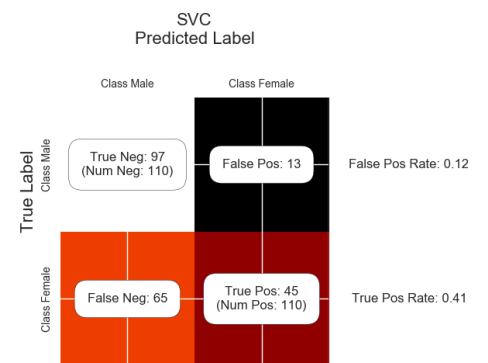 SVC
Predicted Label
Class Male
Class Female
True Label
Class Male
True Neg: 97
(Num Neg: 110)
False Pos: 13
False Pos Rate: 0.12
Class Female
False Neg: 65
True Pos: 45
(Num Pos: 110)
True Pos Rate: 0.41